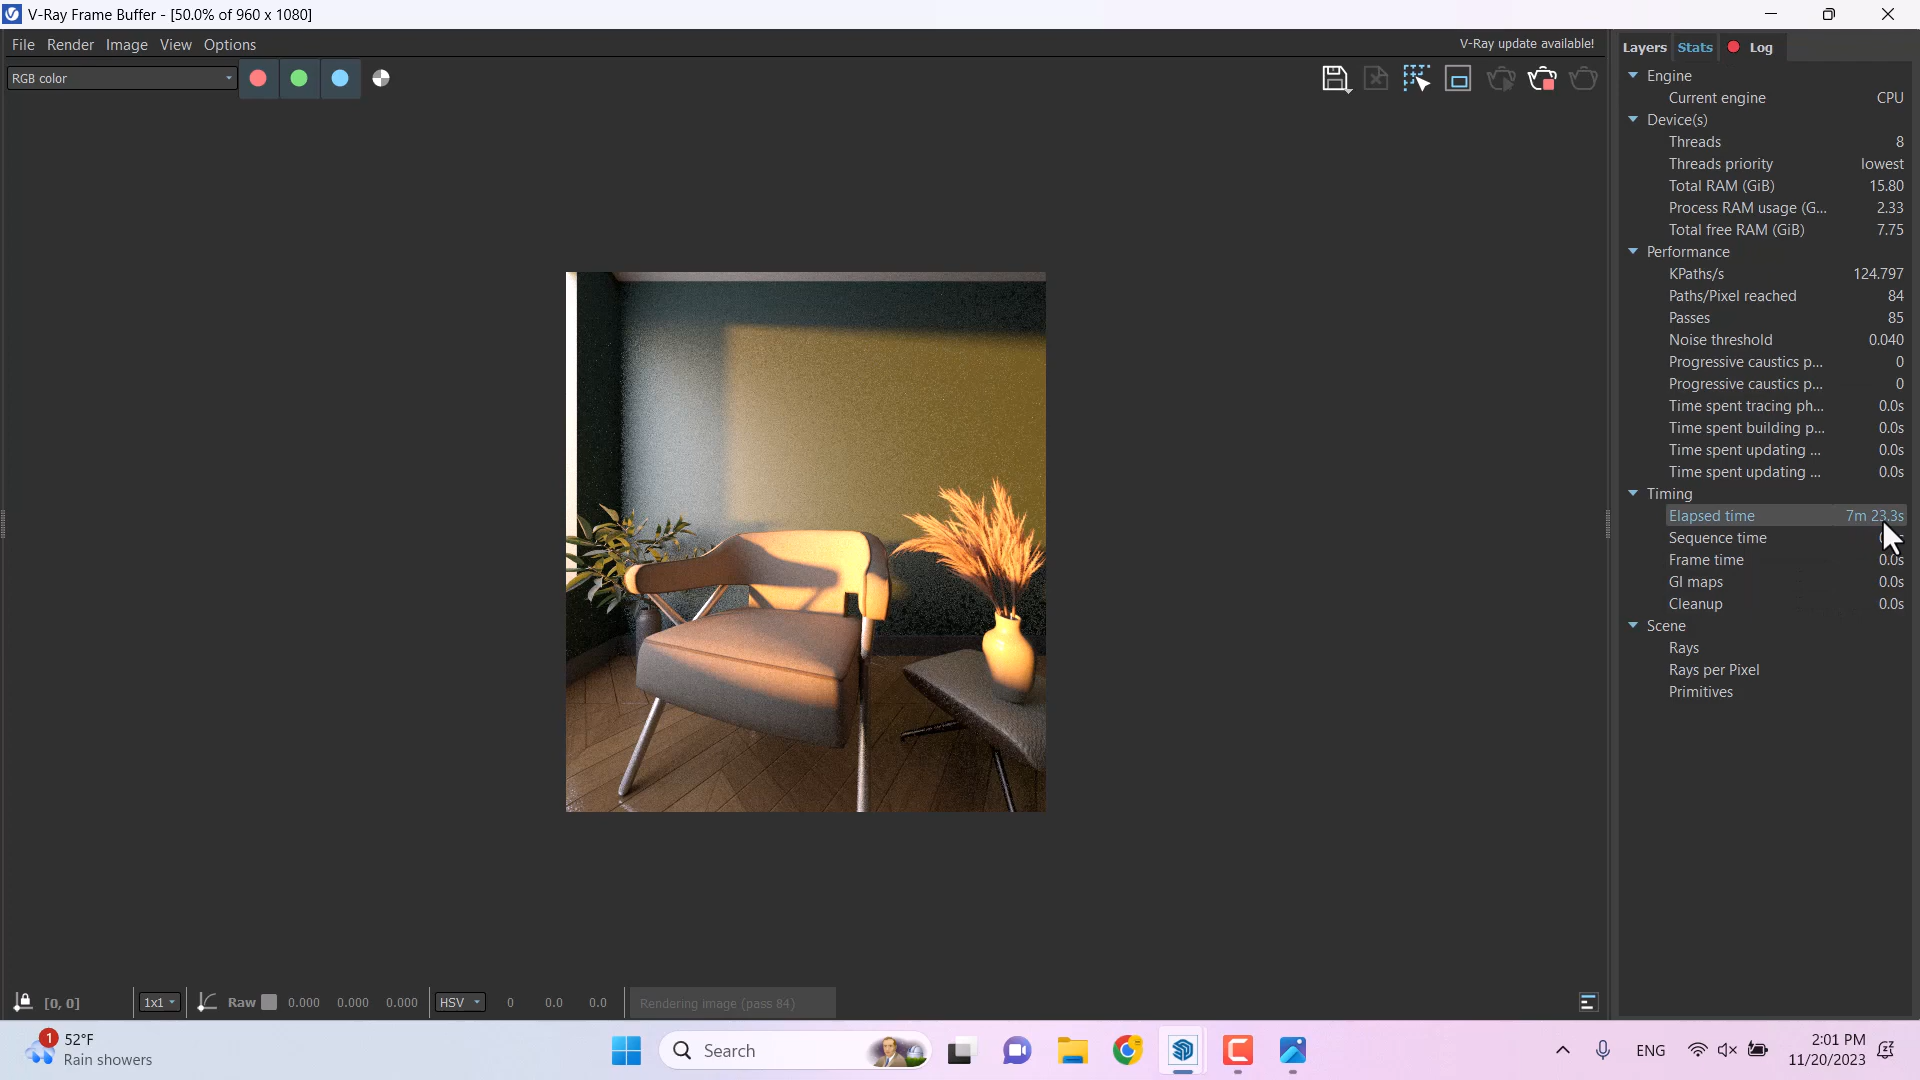 V-Ray Frame Buffer - [50.0% of 960 x 1080]
File Render Image View Options
V-Ray update available!
Layers Stats Log
RGB color
Engine
Current engine CPU
Device(s)
Threads 8
Threads priority lowest
Total RAM (GiB) 15.80
Process RAM usage (G... 2.33
Total free RAM (GiB) 7.75
Performance
KPaths/s 124.797
Paths/Pixel reached 84
Passes 85
Noise threshold 0.040
Progressive caustics p... 0
Progressive caustics p... 0
Time spent tracing ph... 0.0s
Time spent building p... 0.0s
Time spent updating ... 0.0s
Time spent updating ... 0.0s
Timing
Elapsed time 7m 23.3s
Sequence time
Frame time 0.0s
GI maps 0.0s
Cleanup 0.0s
Scene
Rays
Rays per Pixel
Primitives
[0, 0] 1x1 Raw 0.000 0.000 0.000 HSV 0 0.0 0.0 Rendering image (pass 84)
1
52°F
Rain showers
Search
ENG
2:01 PM
11/20/2023